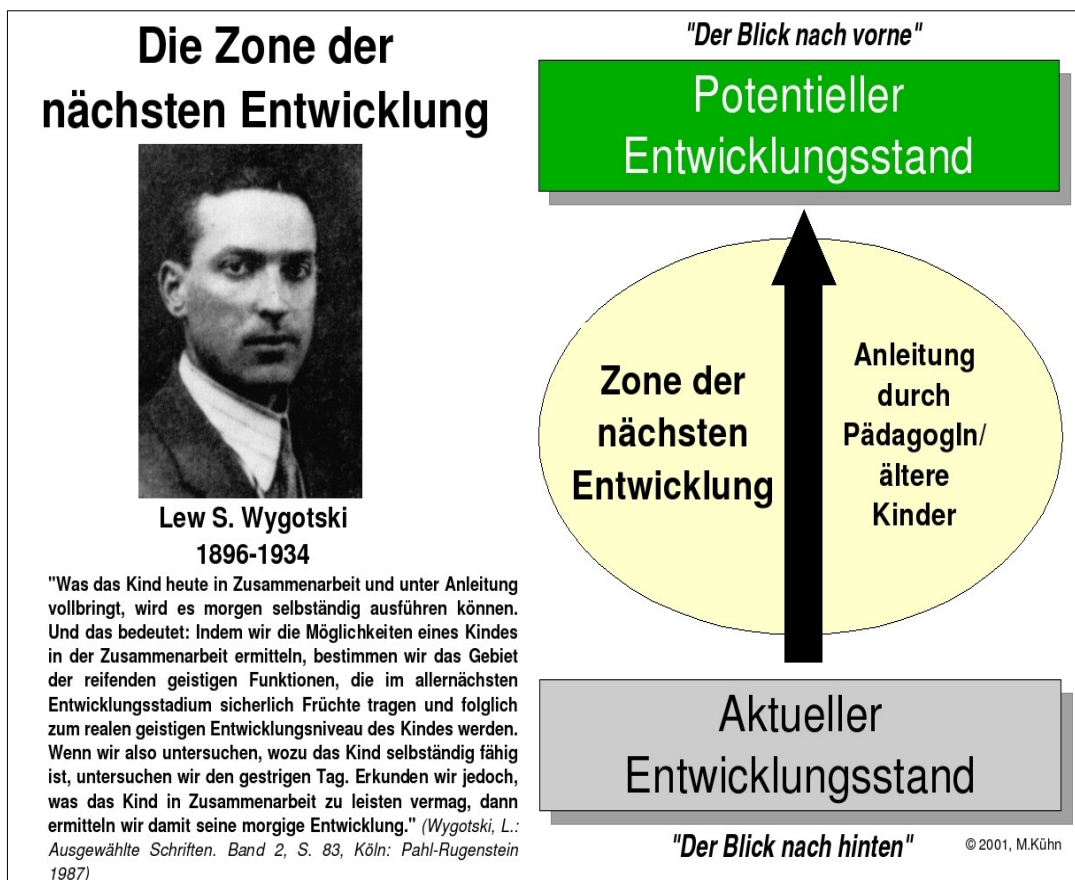 Die Zone der
nächsten Entwicklung
Lew S. Wygotski
1896-1934
"Was das Kind heute in Zusammenarbeit und unter Anleitung
vollbringt, wird es morgen selbständig ausführen können.
Und das bedeutet: Indem wir die Möglichkeiten eines Kindes
in der Zusammenarbeit ermitteln, bestimmen wir das Gebiet
der reifenden geistigen Funktionen, die im allernächsten
Entwicklungsstadium sicherlich Früchte tragen und folglich
zum realen geistigen Entwicklungsniveau des Kindes werden.
Wenn wir also untersuchen, wozu das Kind selbständig fähig
ist, untersuchen wir den gestrigen Tag. Erkunden wir jedoch,
was das Kind in Zusammenarbeit zu leisten vermag, dann
ermitteln wir damit seine morgige Entwicklung." (Wygotski, L.:
Ausgewählte Schriften. Band 2, S. 83, Köln: Pahl-Rugenstein
1987)
"Der Blick nach vorne"
Potentieller
Entwicklungsstand
Zone der
nächsten
Entwicklung
Anleitung
durch
PädagogIn/
ältere
Kinder
Aktueller
Entwicklungsstand
"Der Blick nach hinten"
© 2001, M.Kühn